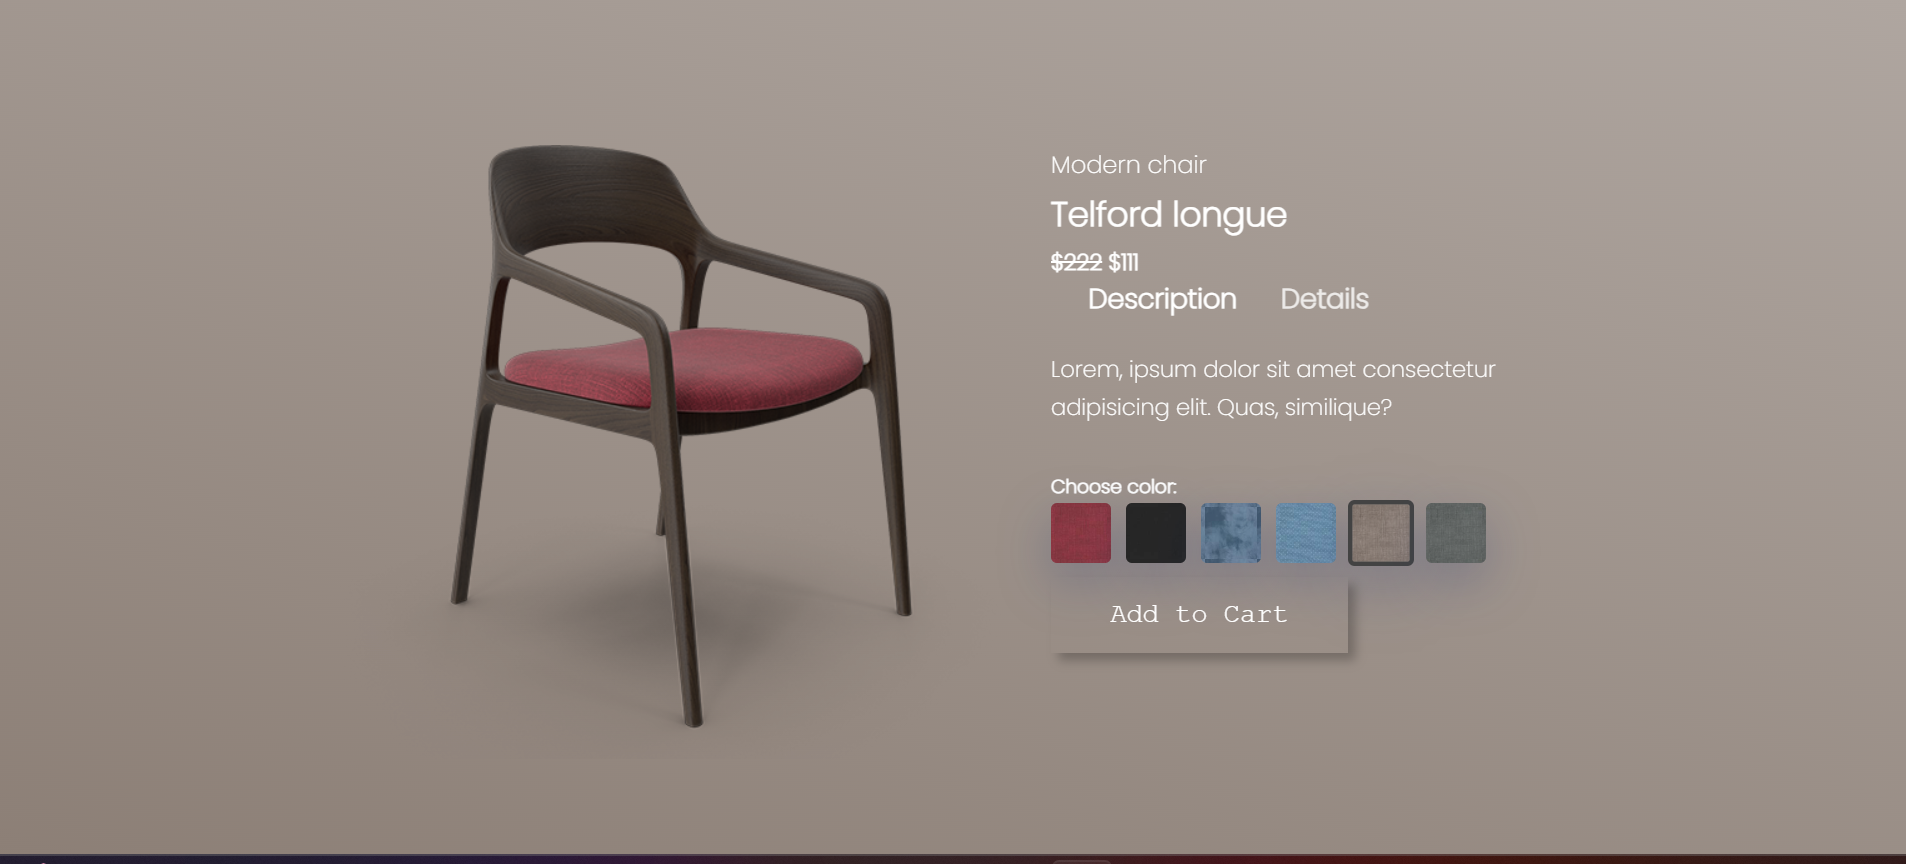 Modern chair
Telford longue
$222 $111
Description Details
Lorem, ipsum dolor sit amet consectetur
adipisicing elit. Quas, similique?
Choose color:
Add to Cart